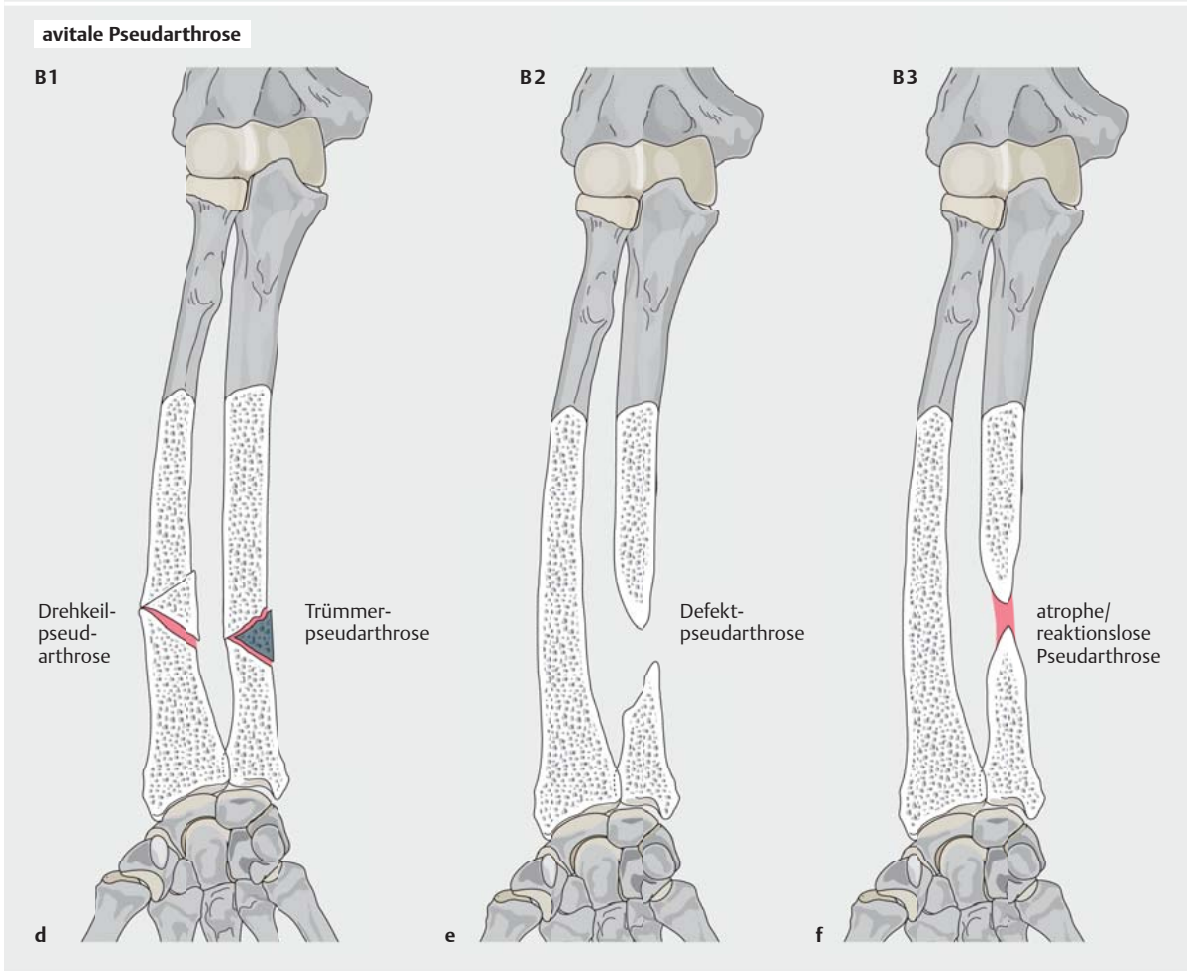 avitale Pseudarthrose
B1
B2
B3
Drehkeil-
pseud-
arthrose
Trümmer-
pseudarthrose
Defekt-
pseudarthrose
atrophe/
reaktionslose
Pseudarthrose
d
e
f